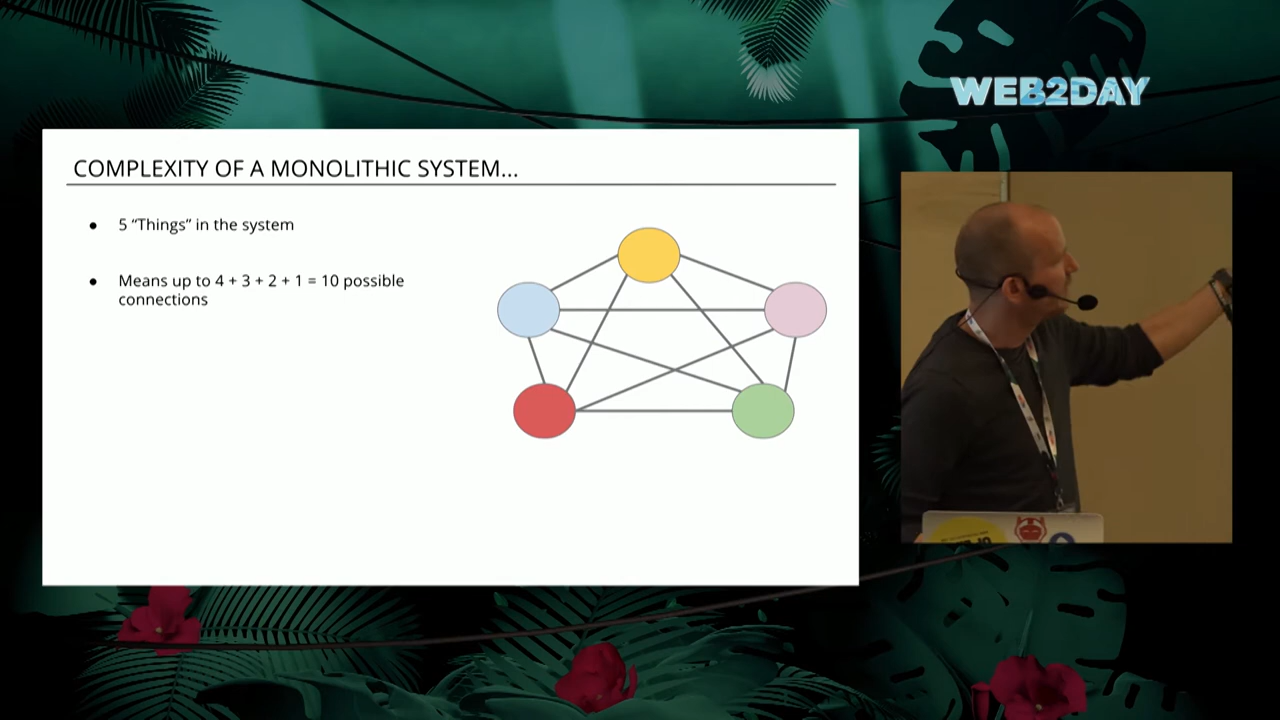 WEB2DAY
COMPLEXITY OF A MONOLITHIC SYSTEM...
● 5 “Things” in the system
● Means up to 4 + 3 + 2 + 1 = 10 possible
connections